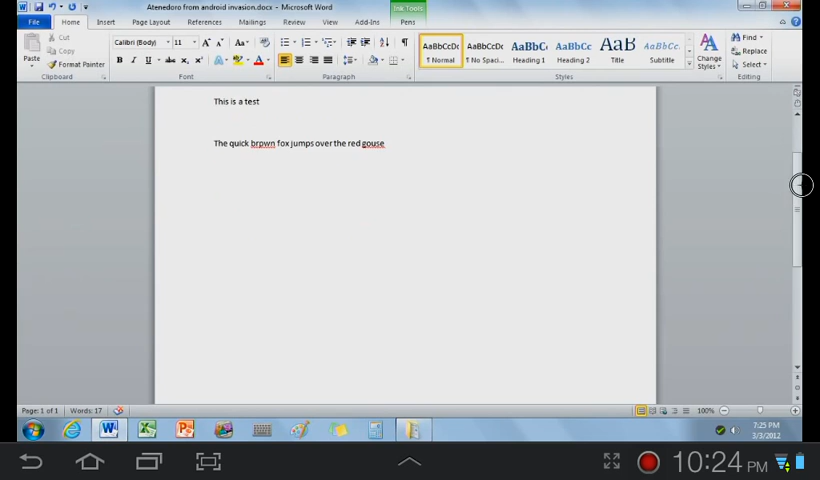 Atenedoro from android invasion.docx - Microsoft Word
Ink Tools
File Home Insert Page Layout References Mailings Review View Add-Ins Pens
Paste
Cut
Copy
Format Painter
Clipboard
Calibri (Body) 11
Font
Paragraph
AaBbCcDc AaBbCcDc AaBbC AaBbCc AaB AaBbCc.
¶ Normal ¶ No Spaci... Heading 1 Heading 2 Title Subtitle
Styles
Change Styles
Find
Replace
Select
Editing
This is a test
The quick brpwn fox jumps over the red gouse
Page: 1 of 1 Words: 17 100%
7:25 PM
3/3/2012
10:24 PM